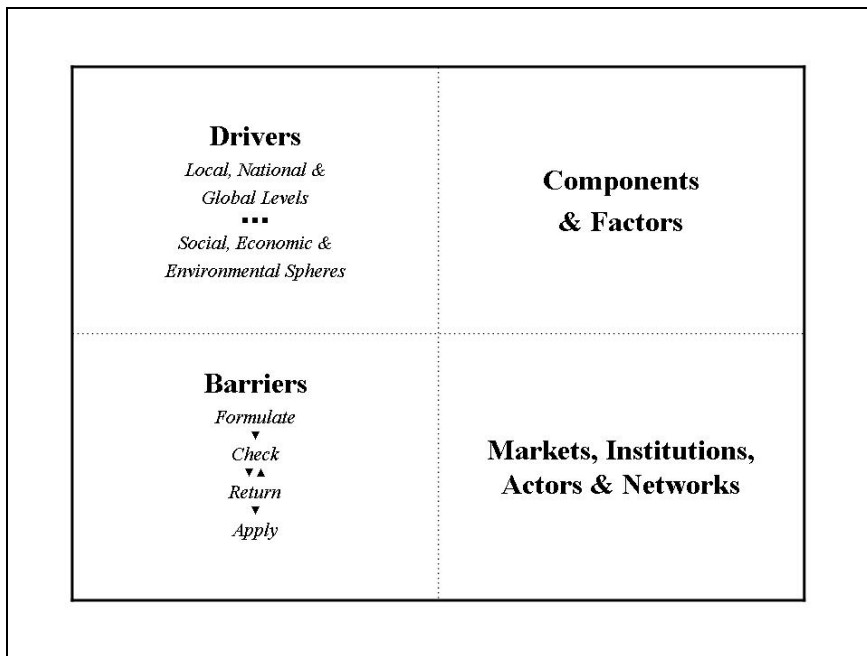 Drivers
Local, National &
Global Levels
▪▪▪
Social, Economic &
Environmental Spheres
Components
& Factors
Barriers
Formulate
▼
Check
▼▲
Return
▼
Apply
Markets, Institutions,
Actors & Networks